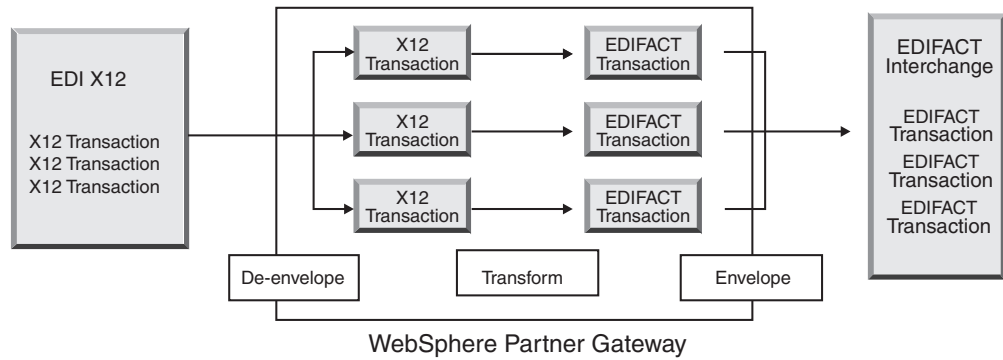 EDI X12
X12 Transaction
X12 Transaction
X12 Transaction
X12
Transaction
EDIFACT
Transaction
X12
Transaction
EDIFACT
Transaction
X12
Transaction
EDIFACT
Transaction
De-envelope
Transform
Envelope
EDIFACT
Interchange
EDIFACT
Transaction
EDIFACT
Transaction
EDIFACT
Transaction
WebSphere Partner Gateway